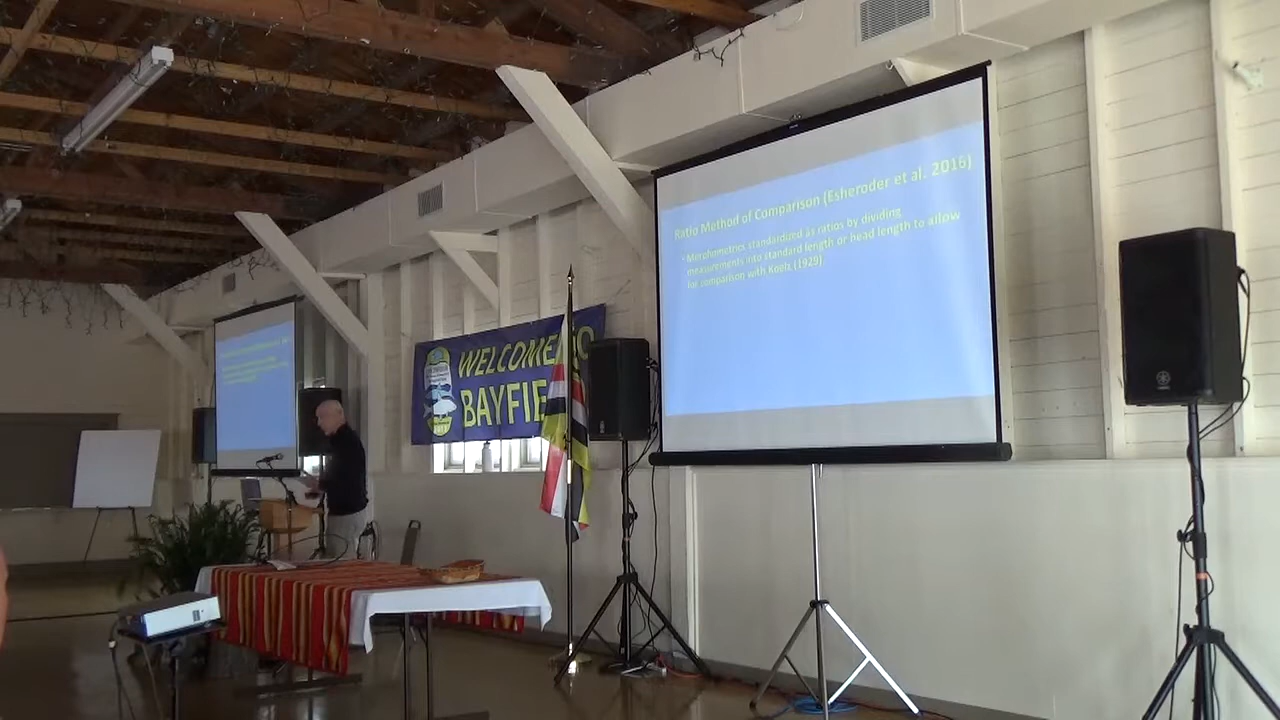 Ratio Method of Comparison (Esheroder et al. 2016)
• Morphometrics standardized as ratios by dividing
measurements into standard length or head length to allow
for comparison with Koelz (1929)
WELCOME TO
BAYFIE